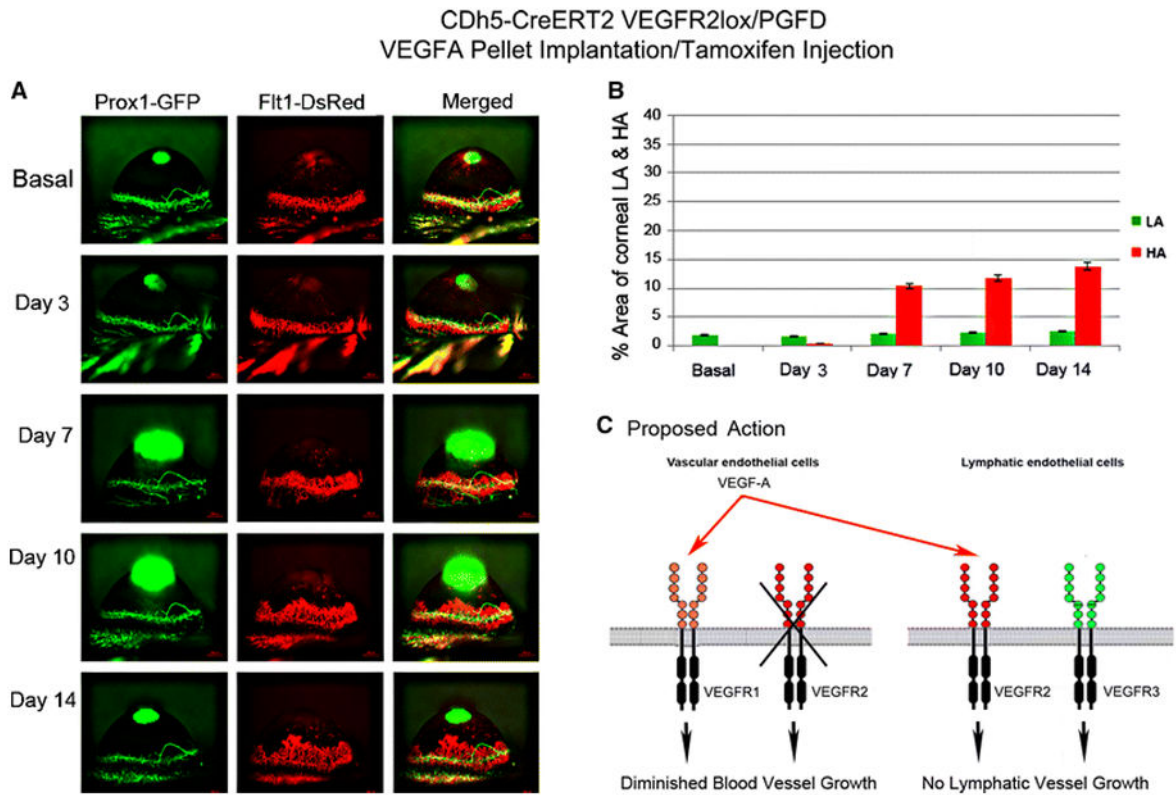 CDh5-CreERT2 VEGFR2lox/PGFD
VEGFA Pellet Implantation/Tamoxifen Injection
A
Prox1-GFP Flt1-DsRed Merged
Basal
Day 3
Day 7
Day 10
Day 14
B
% Area of corneal LA & HA
40
35
30
25
20
15
10
5
0
Basal Day 3 Day 7 Day 10 Day 14
LA
HA
C Proposed Action
Vascular endothelial cells Lymphatic endothelial cells
VEGF-A
VEGFR1 VEGFR2 VEGFR2 VEGFR3
Diminished Blood Vessel Growth No Lymphatic Vessel Growth